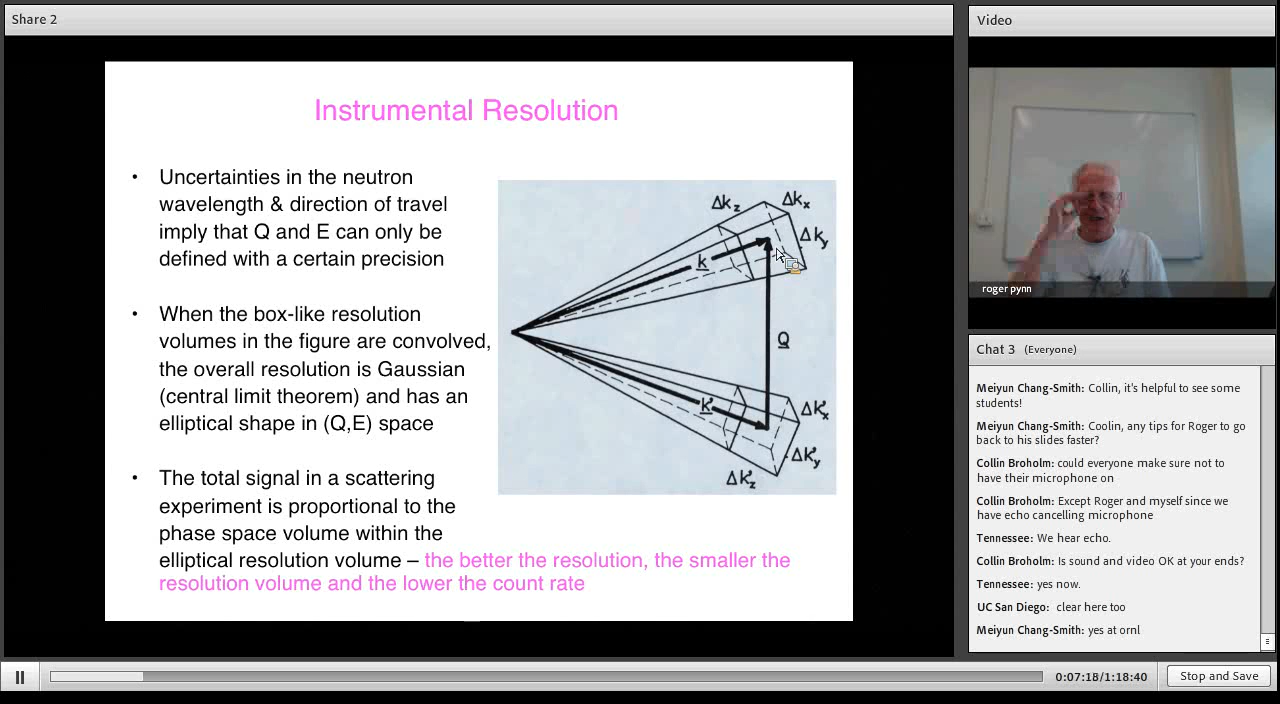 Share 2
Instrumental Resolution
• Uncertainties in the neutron
wavelength & direction of travel
imply that Q and E can only be
defined with a certain precision
• When the box-like resolution
volumes in the figure are convolved,
the overall resolution is Gaussian
(central limit theorem) and has an
elliptical shape in (Q,E) space
• The total signal in a scattering
experiment is proportional to the
phase space volume within the
elliptical resolution volume – the better the resolution, the smaller the
resolution volume and the lower the count rate
Δkz
Δkx
Δky
k
Q
k'
Δk'x
Δk'y
Δk'z
Video
roger pynn
Chat 3 (Everyone)
Meiyun Chang-Smith: Collin, it's helpful to see some
students!
Meiyun Chang-Smith: Coolin, any tips for Roger to go
back to his slides faster?
Collin Broholm: could everyone make sure not to
have their microphone on
Collin Broholm: Except Roger and myself since we
have echo cancelling microphone
Tennessee: We hear echo.
Collin Broholm: Is sound and video OK at your ends?
Tennessee: yes now.
UC San Diego: clear here too
Meiyun Chang-Smith: yes at ornl
0:07:18/1:18:40
Stop and Save